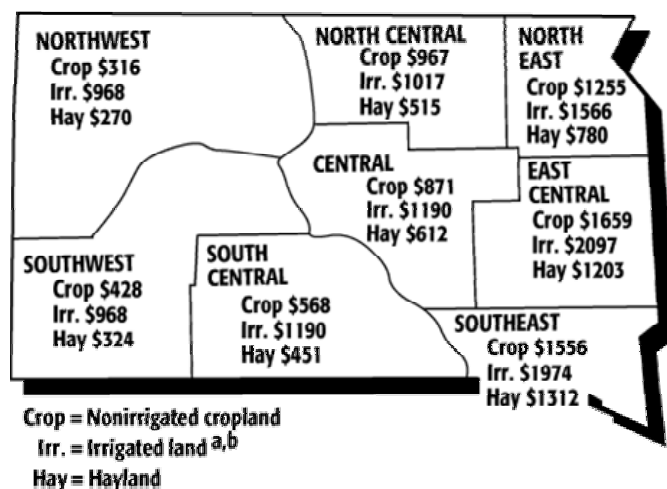 NORTHWEST
Crop $316
Irr. $968
Hay $270
NORTH CENTRAL
Crop $967
Irr. $1017
Hay $515
NORTH
EAST
Crop $1255
Irr. $1566
Hay $780
CENTRAL
Crop $871
Irr. $1190
Hay $612
EAST
CENTRAL
Crop $1659
Irr. $2097
Hay $1203
SOUTHWEST
Crop $428
Irr. $968
Hay $324
SOUTH
CENTRAL
Crop $568
Irr. $1190
Hay $451
SOUTHEAST
Crop $1556
Irr. $1974
Hay $1312
Crop = Nonirrigated cropland
Irr. = Irrigated land a,b
Hay = Hayland